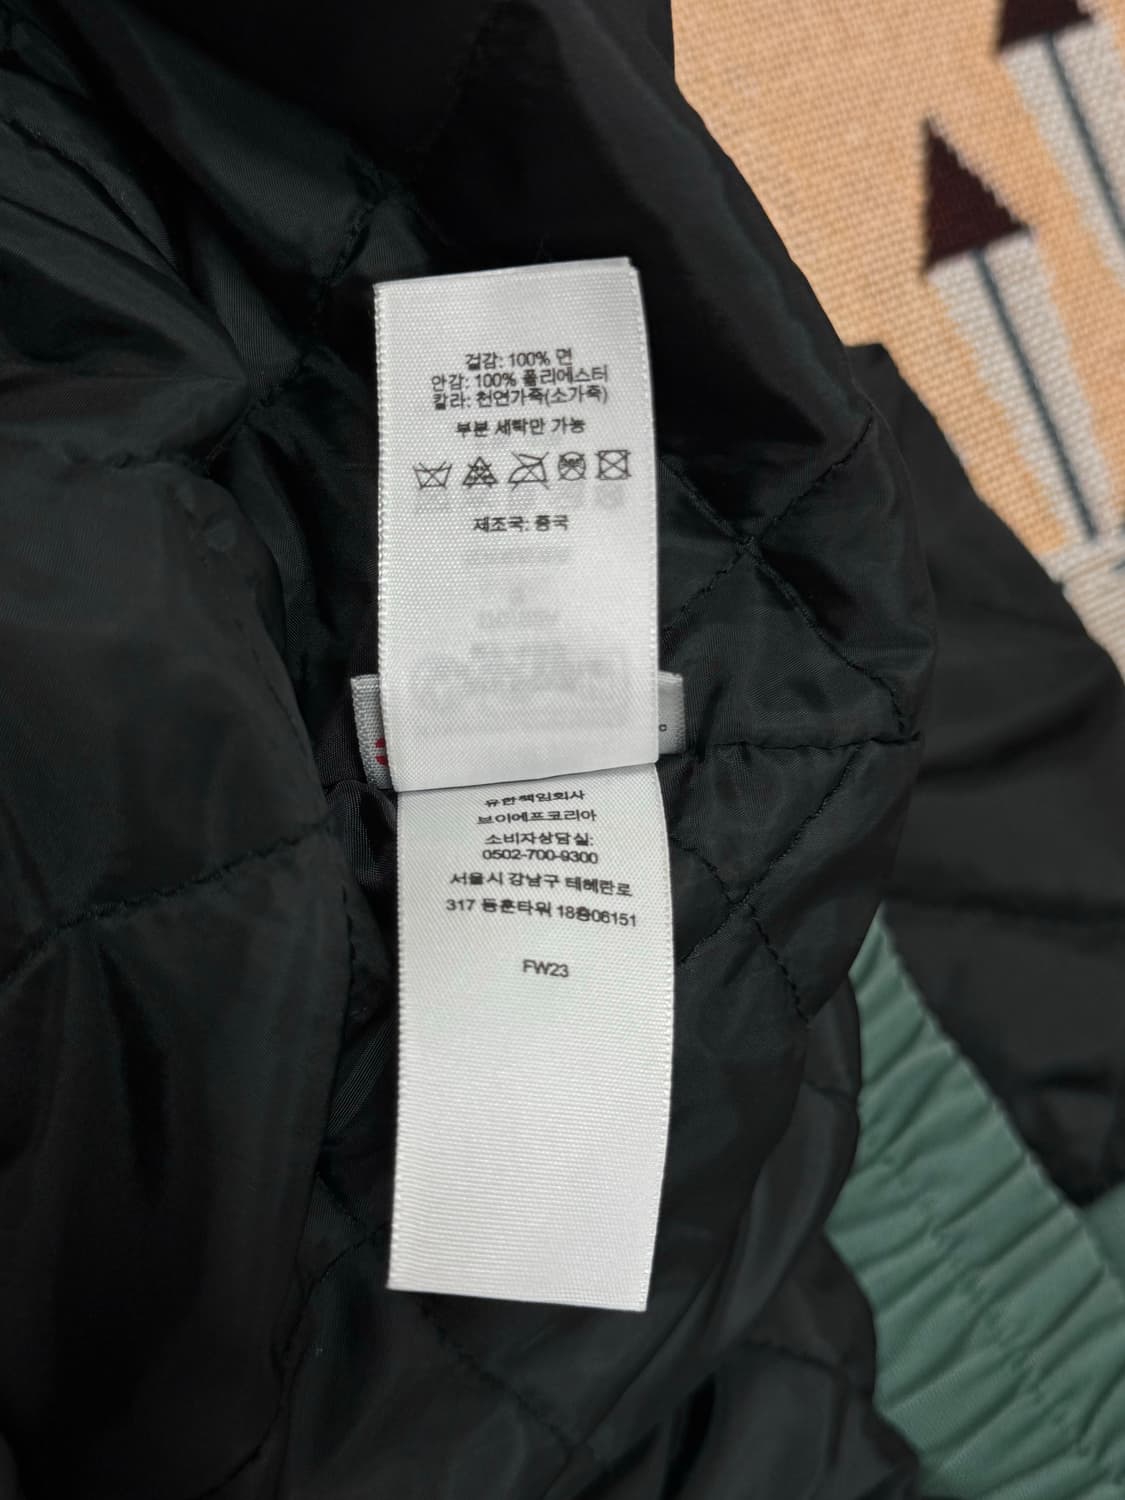 겉감: 100% 면
안감: 100% 폴리에스터
칼라: 천연가죽(소가죽)
부분 세탁만 가능
제조국: 중국
유한책임회사
브이에프코리아
소비자상담실:
0502-700-9300
서울시 강남구 테헤란로
317 동훈타워 18층06151
FW23